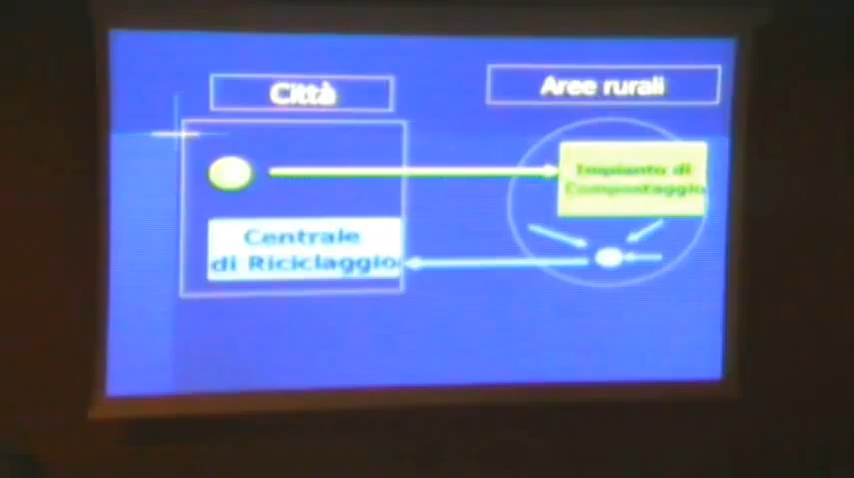 Città
Aree rurali
Impianto di
Compostaggio
Centrale
di Riciclaggio